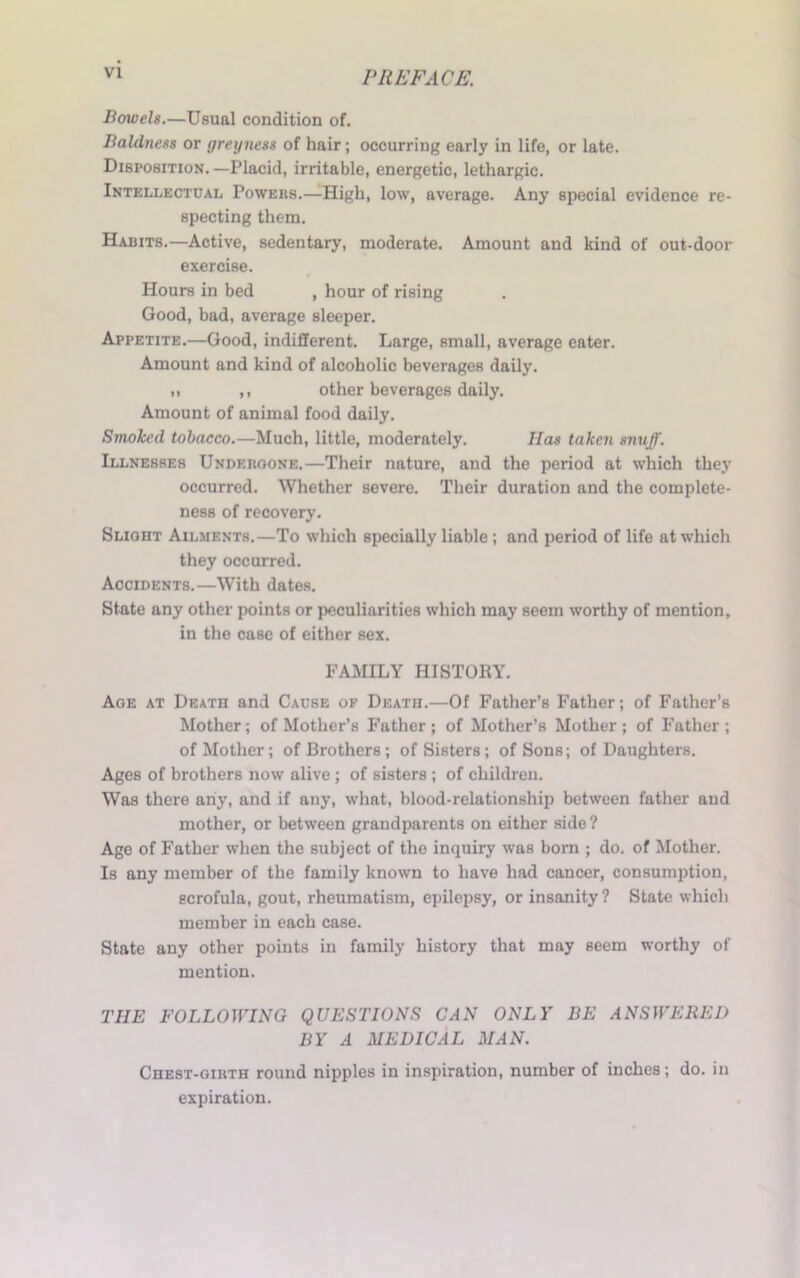 vi
PREFACE.
Bowels.—Usual condition of.
Baldness or greyness of hair; occurring early in life, or late.
Disposition.—Placid, irritable, energetic, lethargic.
Intellectual Powers.—High, low, average. Any special evidence re-
specting them.
Habits.—Active, sedentary, moderate. Amount and kind of out-door
exercise.
Hours in bed , hour of rising .
Good, bad, average sleeper.
Appetite.—Good, indifferent. Large, small, average eater.
Amount and kind of alcoholic beverages daily.
,, ,, other beverages daily.
Amount of animal food daily.
Smoked tobacco.—Much, little, moderately. Has taken snuff.
Illnesses Undergone.—Their nature, and the period at which they
occurred. Whether severe. Their duration and the complete-
ness of recovery.
Slight Ailments.—To which specially liable; and period of life at which
they occurred.
Accidents.—With dates.
State any other points or peculiarities which may seem worthy of mention,
in the case of either sex.
FAMILY HISTORY.
Age at Death and Cause of Death.—Of Father's Father; of Father's
Mother; of Mother's Father; of Mother's Mother; of Father;
of Mother; of Brothers; of Sisters; of Sons; of Daughters.
Ages of brothers now alive; of sisters; of children.
Was there any, and if any, what, blood-relationship between father and
mother, or between grandparents on either side?
Age of Father when the subject of the inquiry was born; do. of Mother.
Is any member of the family known to have had cancer, consumption,
scrofula, gout, rheumatism, epilepsy, or insanity? State which
member in each case.
State any other points in family history that may seem worthy of
mention.
THE FOLLOWING QUESTIONS CAN ONLY BE ANSWERED
BY A MEDICAL MAN.
Chest-girth round nipples in inspiration, number of inches; do. in
expiration.